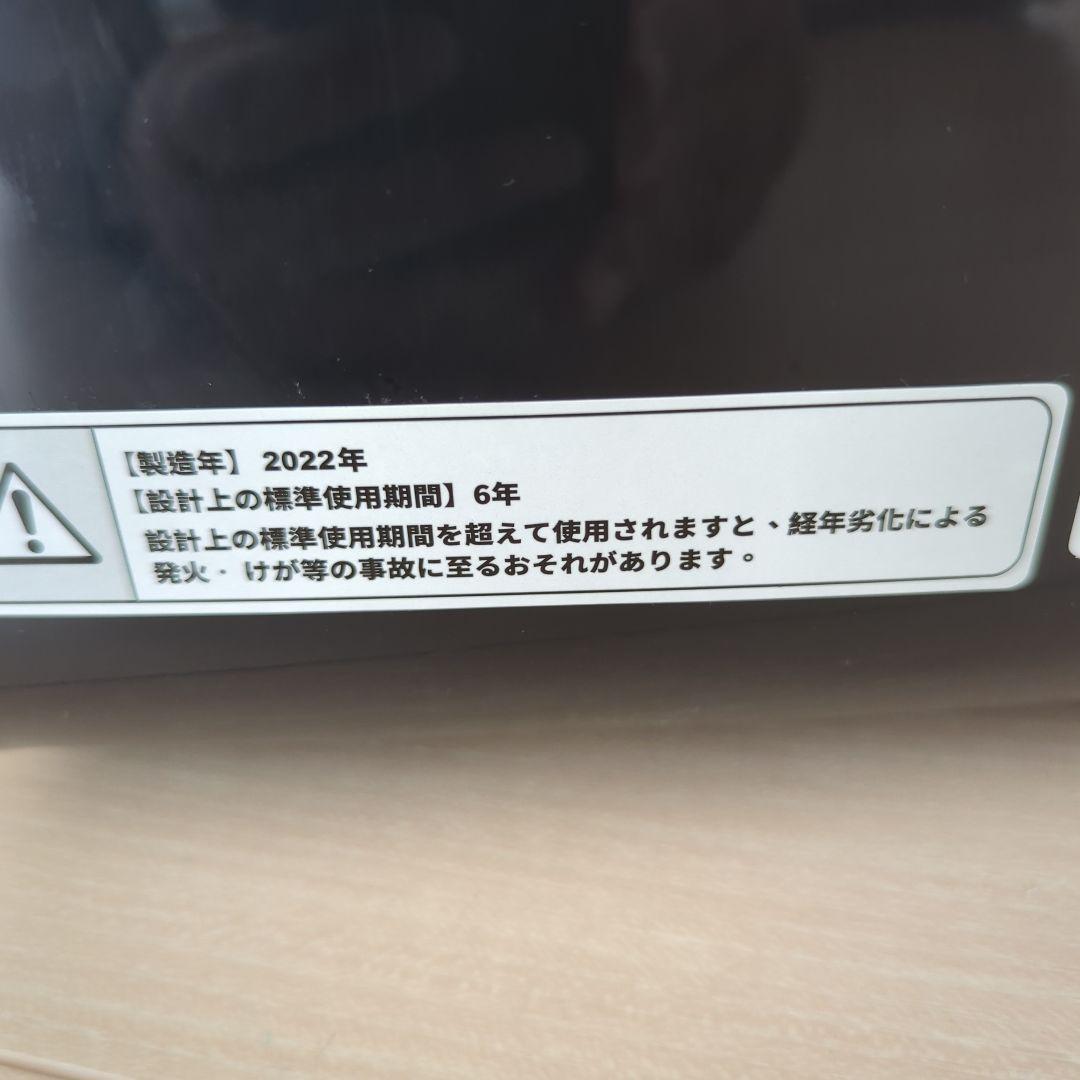 【製造年】 2022年
【設計上の標準使用期間】6年
設計上の標準使用期間を超えて使用されますと、経年劣化による
発火・けが等の事故に至るおそれがあります。